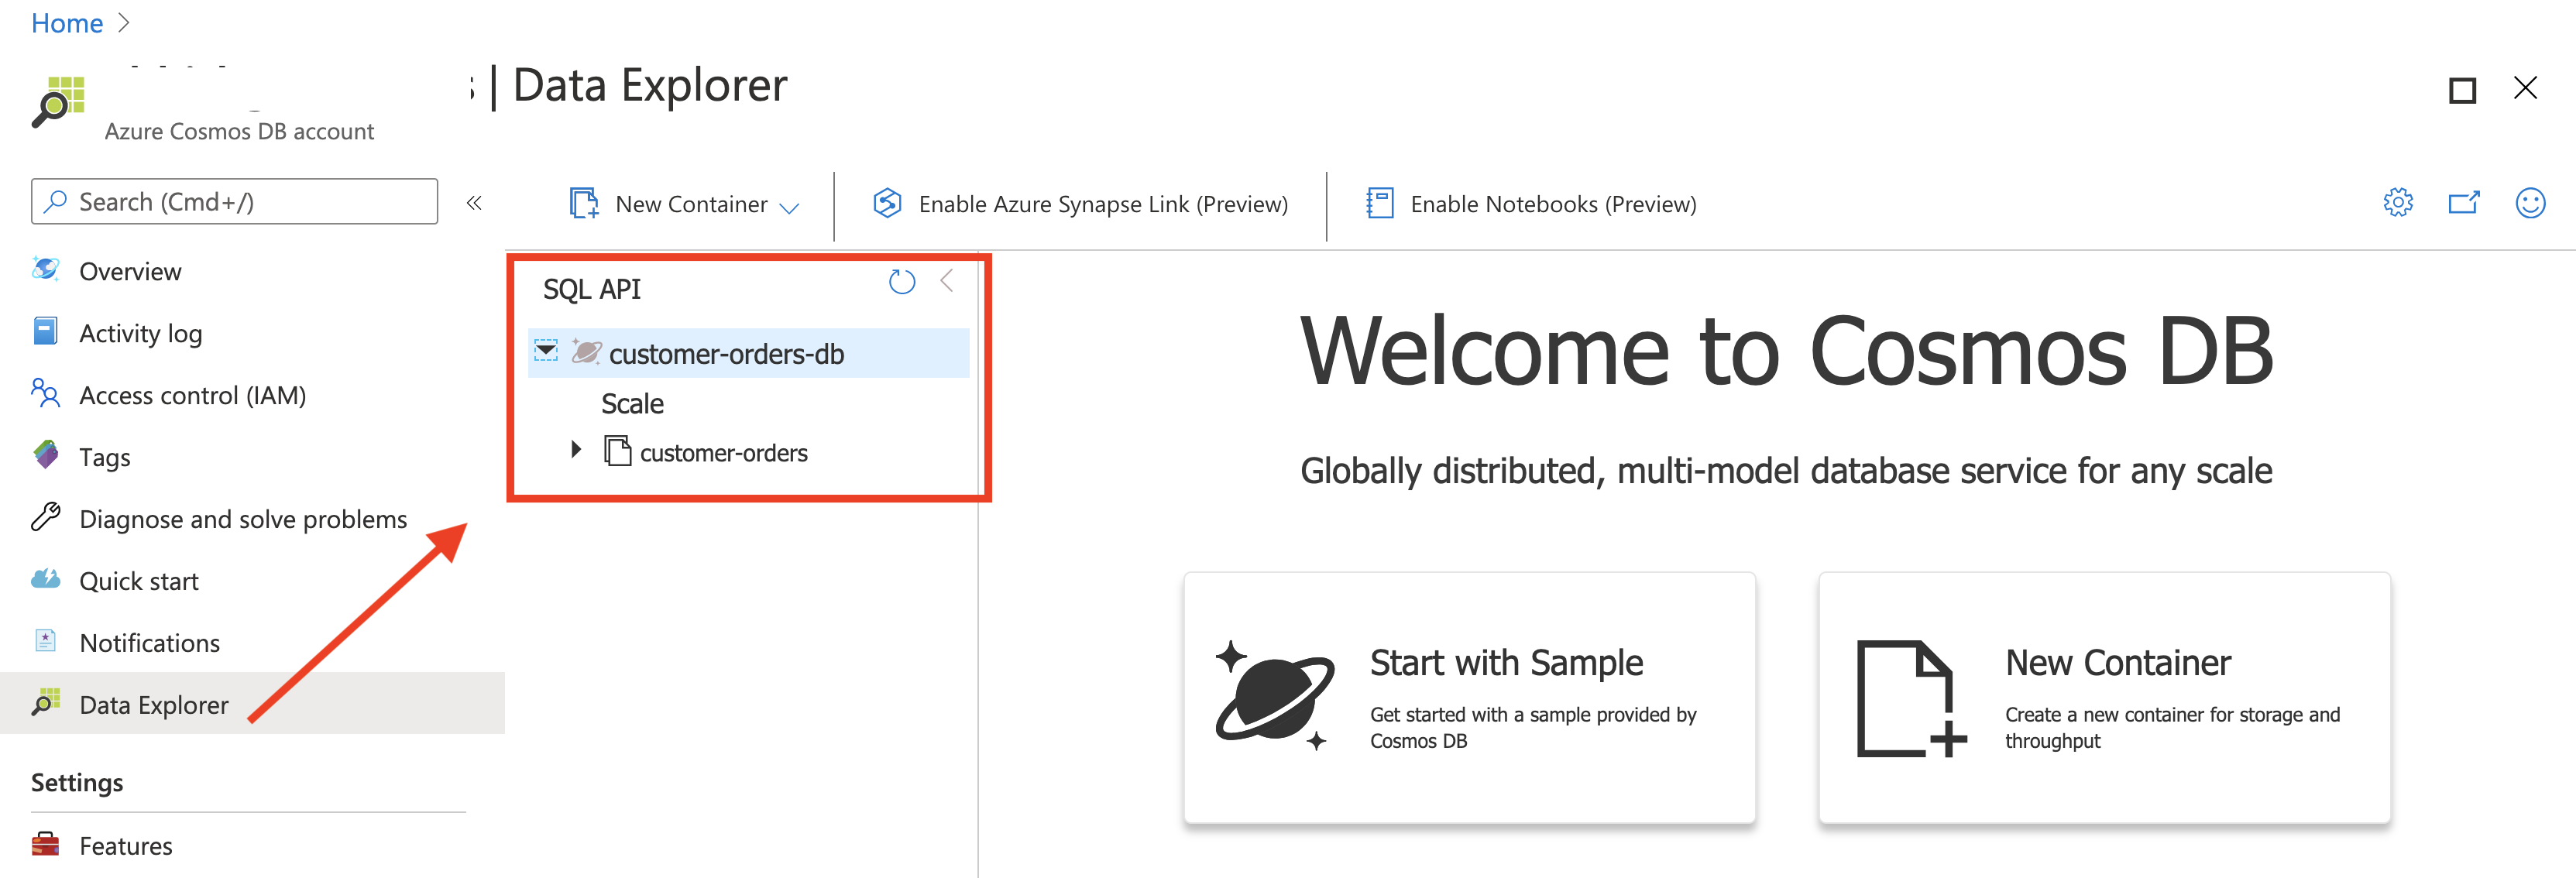 Home
| Data Explorer
Azure Cosmos DB account
Search (Cmd+/)
«
New Container
Enable Azure Synapse Link (Preview)
Enable Notebooks (Preview)
Overview
Activity log
Access control (IAM)
Tags
Diagnose and solve problems
Quick start
Notifications
Data Explorer
Settings
Features
SQL API
customer-orders-db
Scale
customer-orders
Welcome to Cosmos DB
Globally distributed, multi-model database service for any scale
Start with Sample
Get started with a sample provided by
Cosmos DB
New Container
Create a new container for storage and
throughput